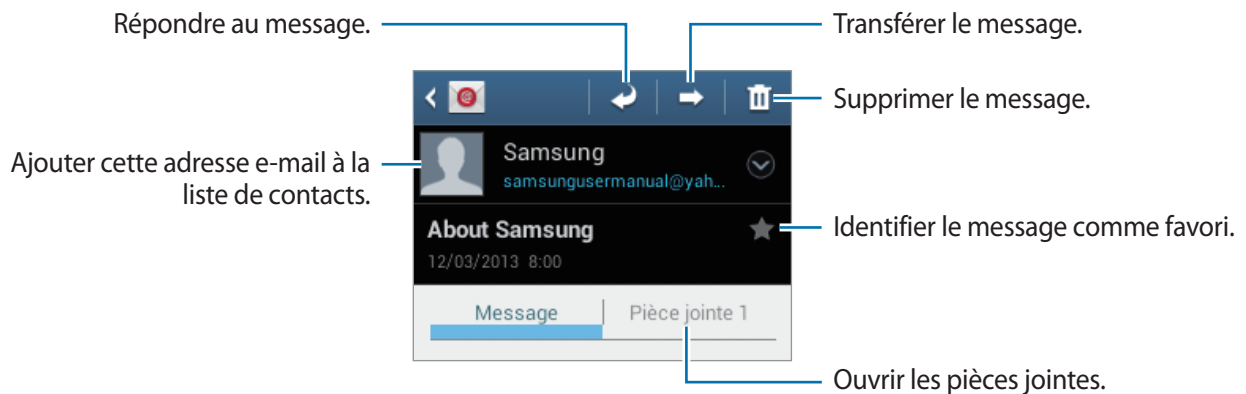 Répondre au message.
Transférer le message.
Supprimer le message.
Ajouter cette adresse e-mail à la
liste de contacts.
Samsung
samsungusermanual@yah...
About Samsung
12/03/2013 8:00
Identifier le message comme favori.
Message
Pièce jointe 1
Ouvrir les pièces jointes.